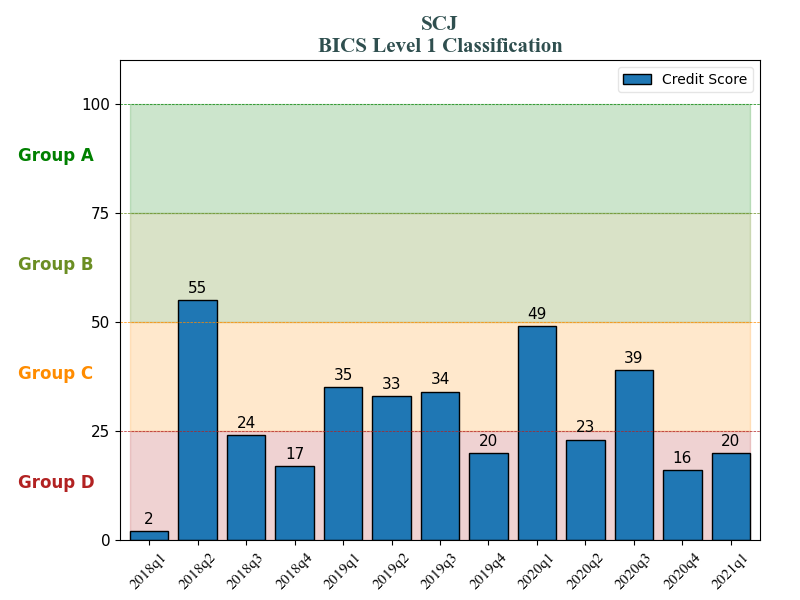 SCJ
BICS Level 1 Classification
Credit Score
100
Group A
75
Group B
50
Group C
25
Group D
0
2
55
24
17
35
33
34
20
49
23
39
16
20
2018q1
2018q2
2018q3
2018q4
2019q1
2019q2
2019q3
2019q4
2020q1
2020q2
2020q3
2020q4
2021q1